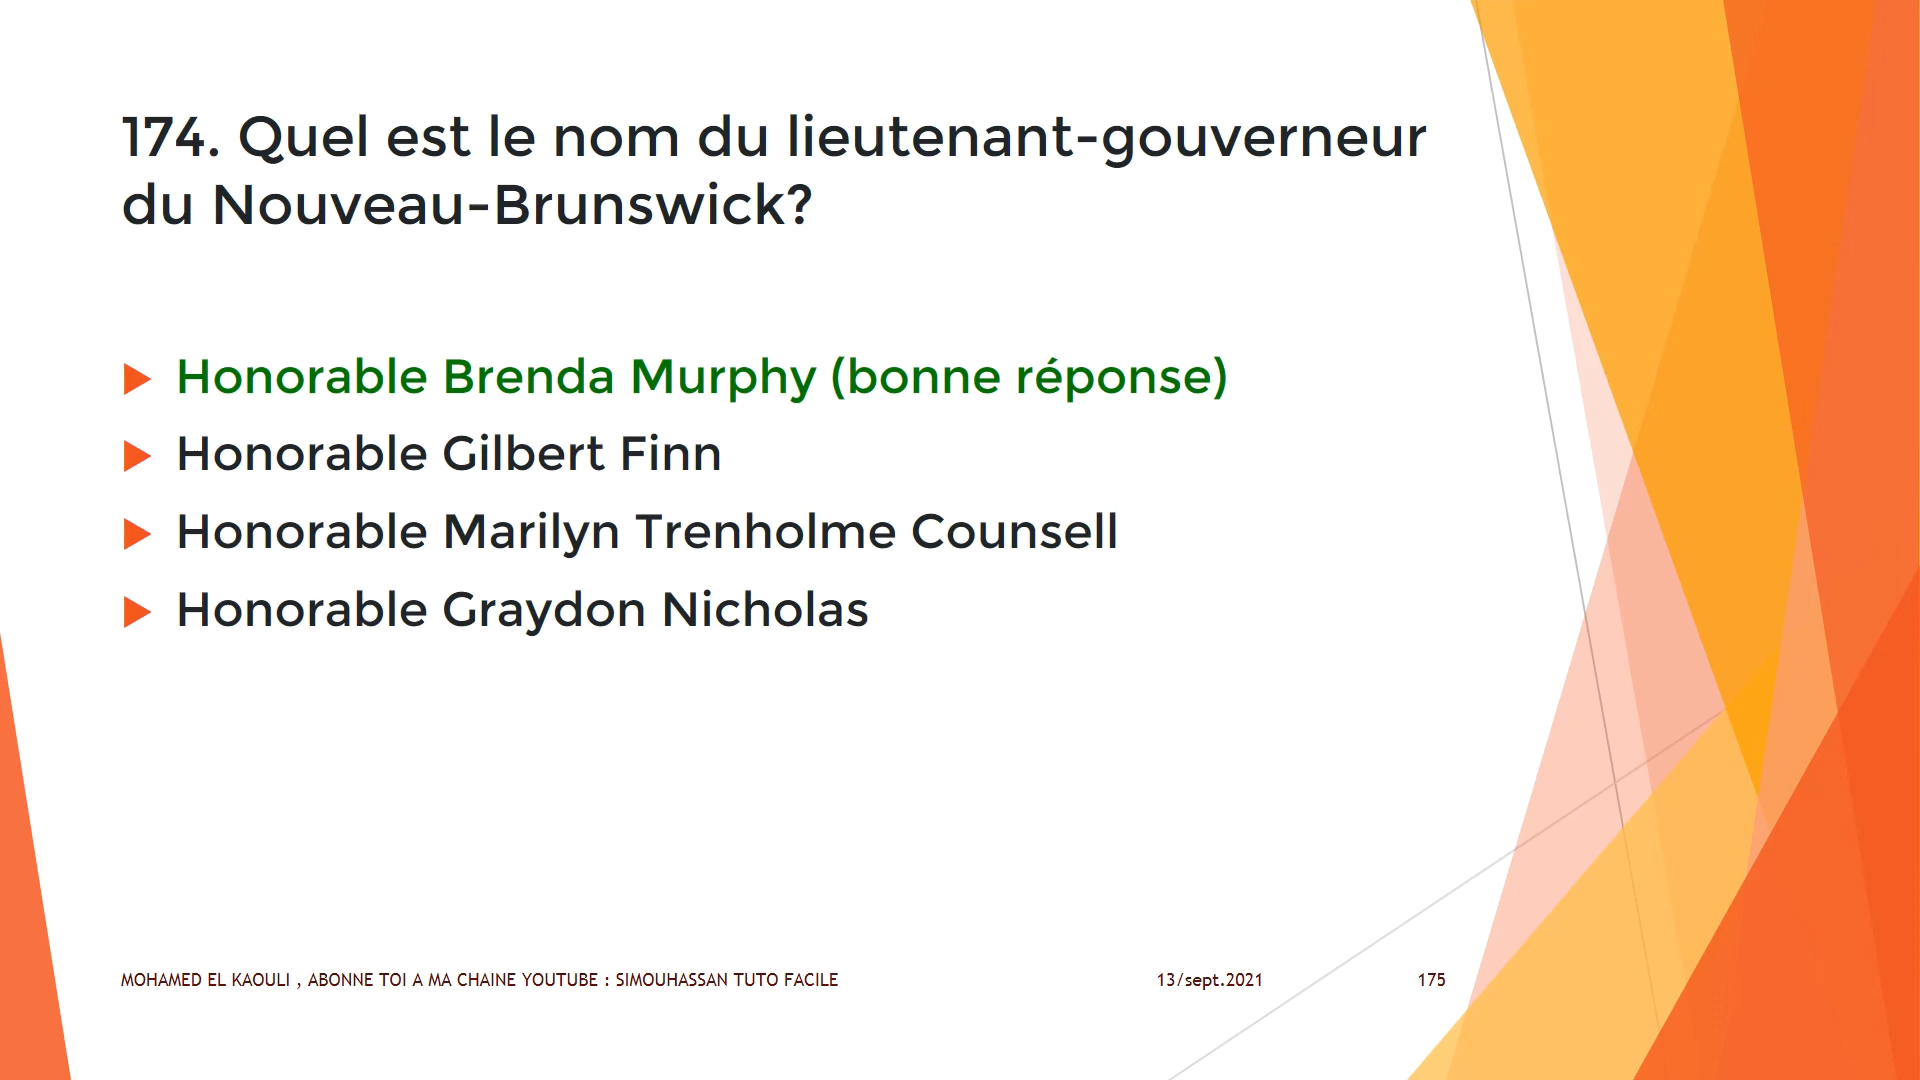 174. Quel est le nom du lieutenant-gouverneur
du Nouveau-Brunswick?
Honorable Brenda Murphy (bonne réponse)
Honorable Gilbert Finn
Honorable Marilyn Trenholme Counsell
Honorable Graydon Nicholas
MOHAMED EL KAOULI , ABONNE TOI A MA CHAINE YOUTUBE : SIMOUHASSAN TUTO FACILE
13/sept.2021
175